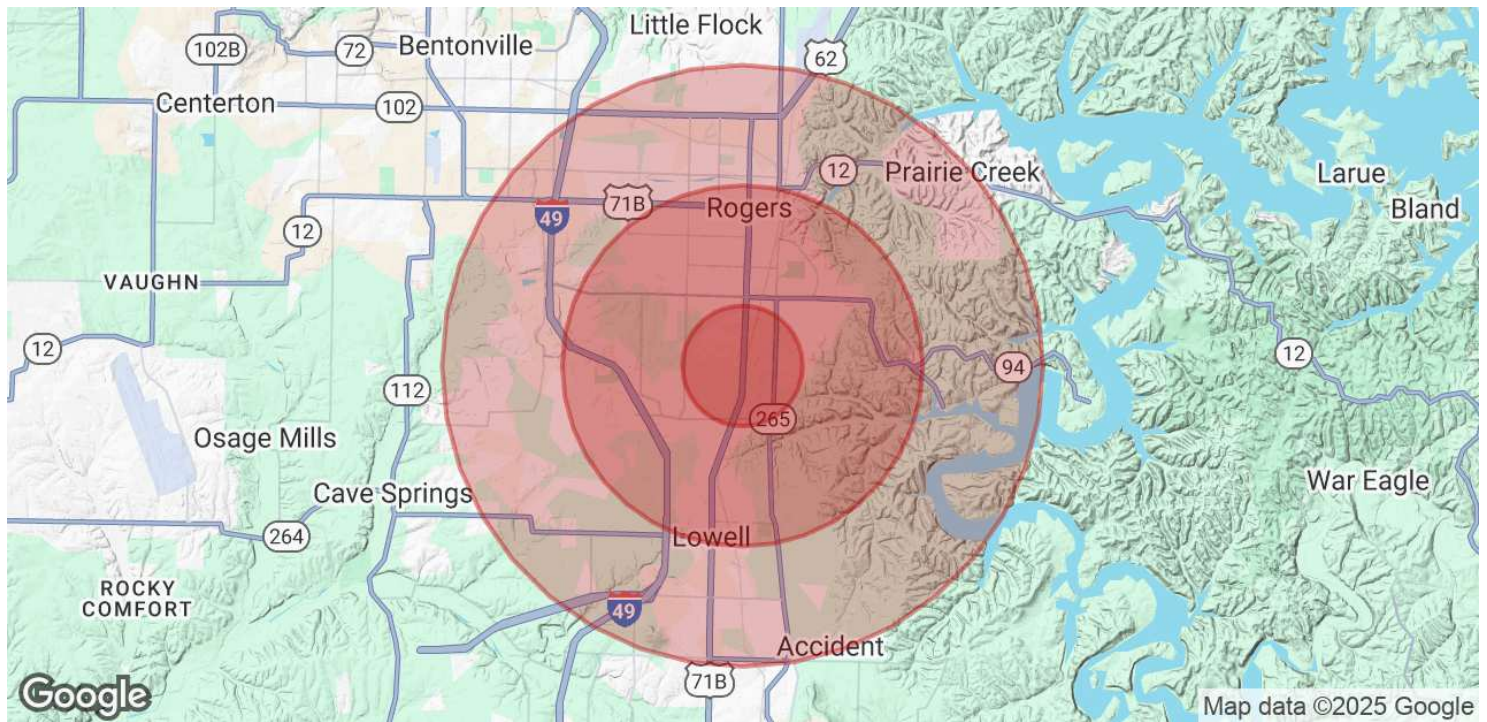 Little Flock
102B
72
Bentonville
62
Centerton
102
12
Prairie Creek
Larue
71B
Rogers
Bland
49
12
VAUGHN
12
12
94
112
265
Osage Mills
War Eagle
Cave Springs
264
Lowell
ROCKY
COMFORT
49
Accident
71B
Google
Map data ©2025 Google